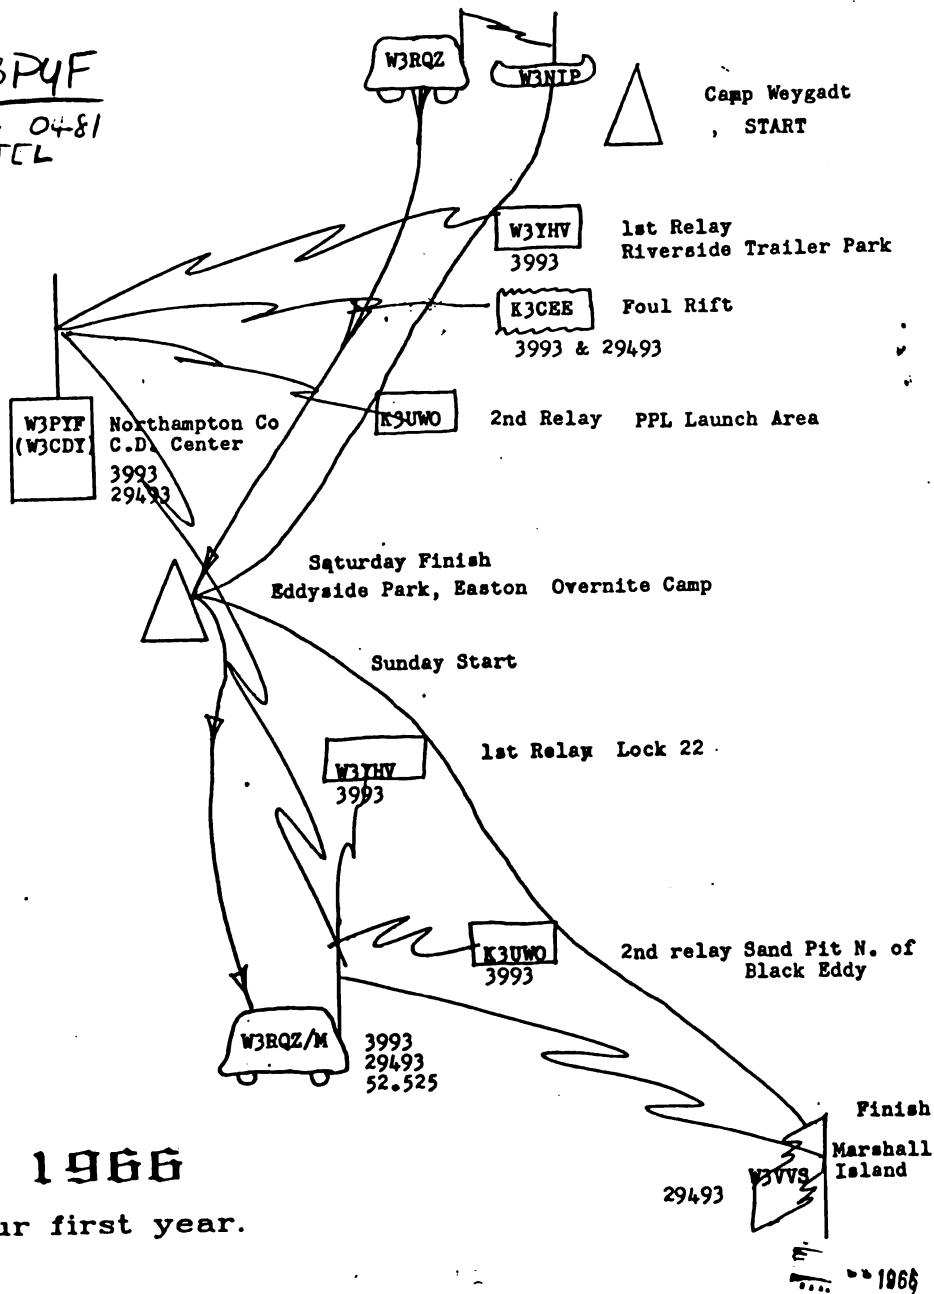 3PYF
0481
TEL
W3RQZ
W3NIP
Camp Weygadt
, START
W3YHV
3993
1st Relay
Riverside Trailer Park
K3CEE
3993 & 29493
Foul Rift
K3UWO
2nd Relay PPL Launch Area
W3PYF
(W3CDY)
Northampton Co
C.D. Center
3993
29493
Saturday Finish
Eddyside Park, Easton Overnite Camp
Sunday Start
W3YHV
3993
1st Relay Lock 22
K3UWO
3993
2nd relay Sand Pit N. of
Black Eddy
W3RQZ/M
3993
29493
52.525
Finish
Marshall
Island
W3VVS
29493
1966
ur first year.
1966